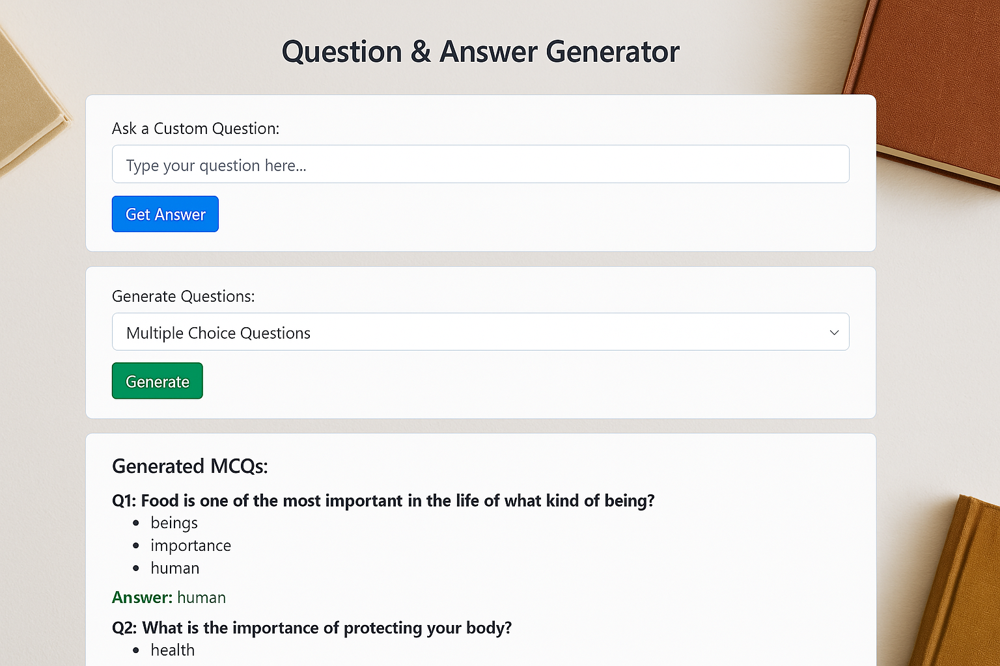 Question & Answer Generator
Ask a Custom Question:
Type your question here...
Get Answer
Generate Questions:
Multiple Choice Questions
Generate
Generated MCQs:
Q1: Food is one of the most important in the life of what kind of being?
• beings
• importance
• human
Answer: human
Q2: What is the importance of protecting your body?
• health